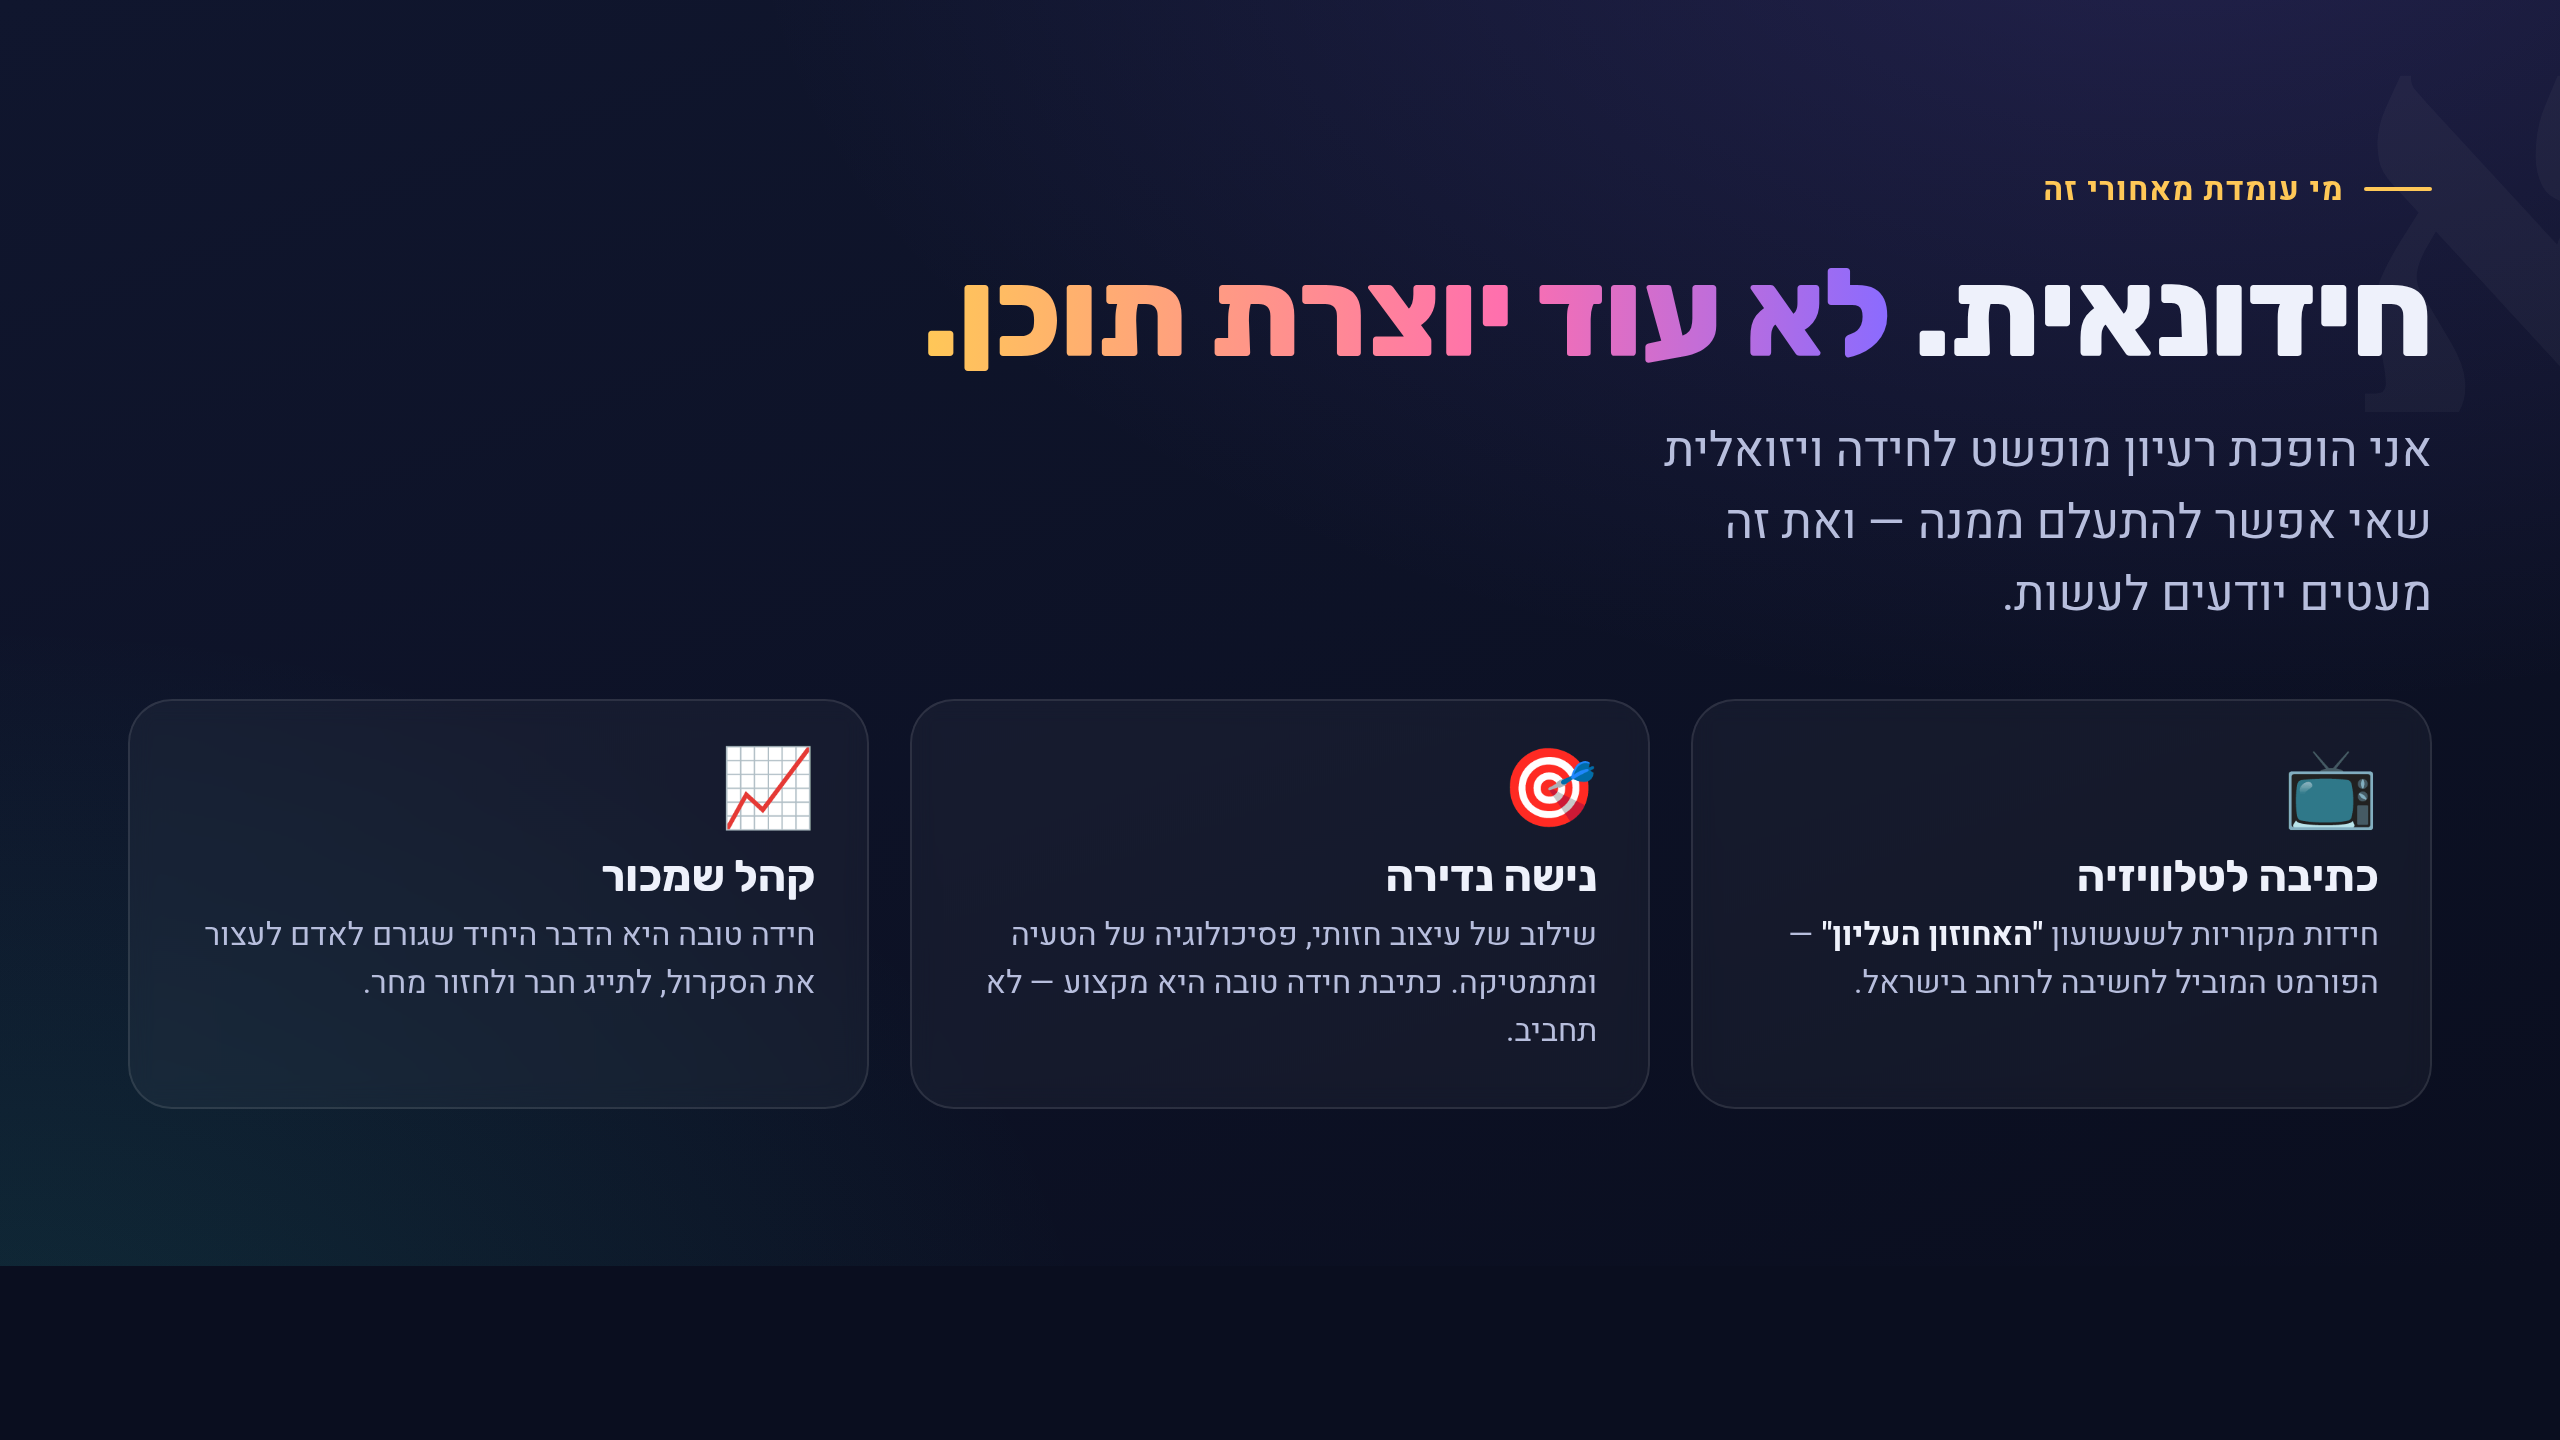 מי עומדת מאחורי זה
חידונאית. לא עוד יוצרת תוכן.
אני הופכת רעיון מופשט לחידה ויזואלית
שאי אפשר להתעלם ממנה – ואת זה
מעטים יודעים לעשות.
כתיבה לטלוויזיה
חידות מקוריות לשעשועון "האחוזון העליון" –
הפורמט המוביל לחשיבה לרוחב בישראל.
נישה נדירה
שילוב של עיצוב חזותי, פסיכולוגיה של הטעיה
ומתמטיקה. כתיבת חידה טובה היא מקצוע – לא
תחביב.
קהל שמכור
חידה טובה היא הדבר היחיד שגורם לאדם לעצור
את הסקרול, לתייג חבר ולחזור מחר.
א